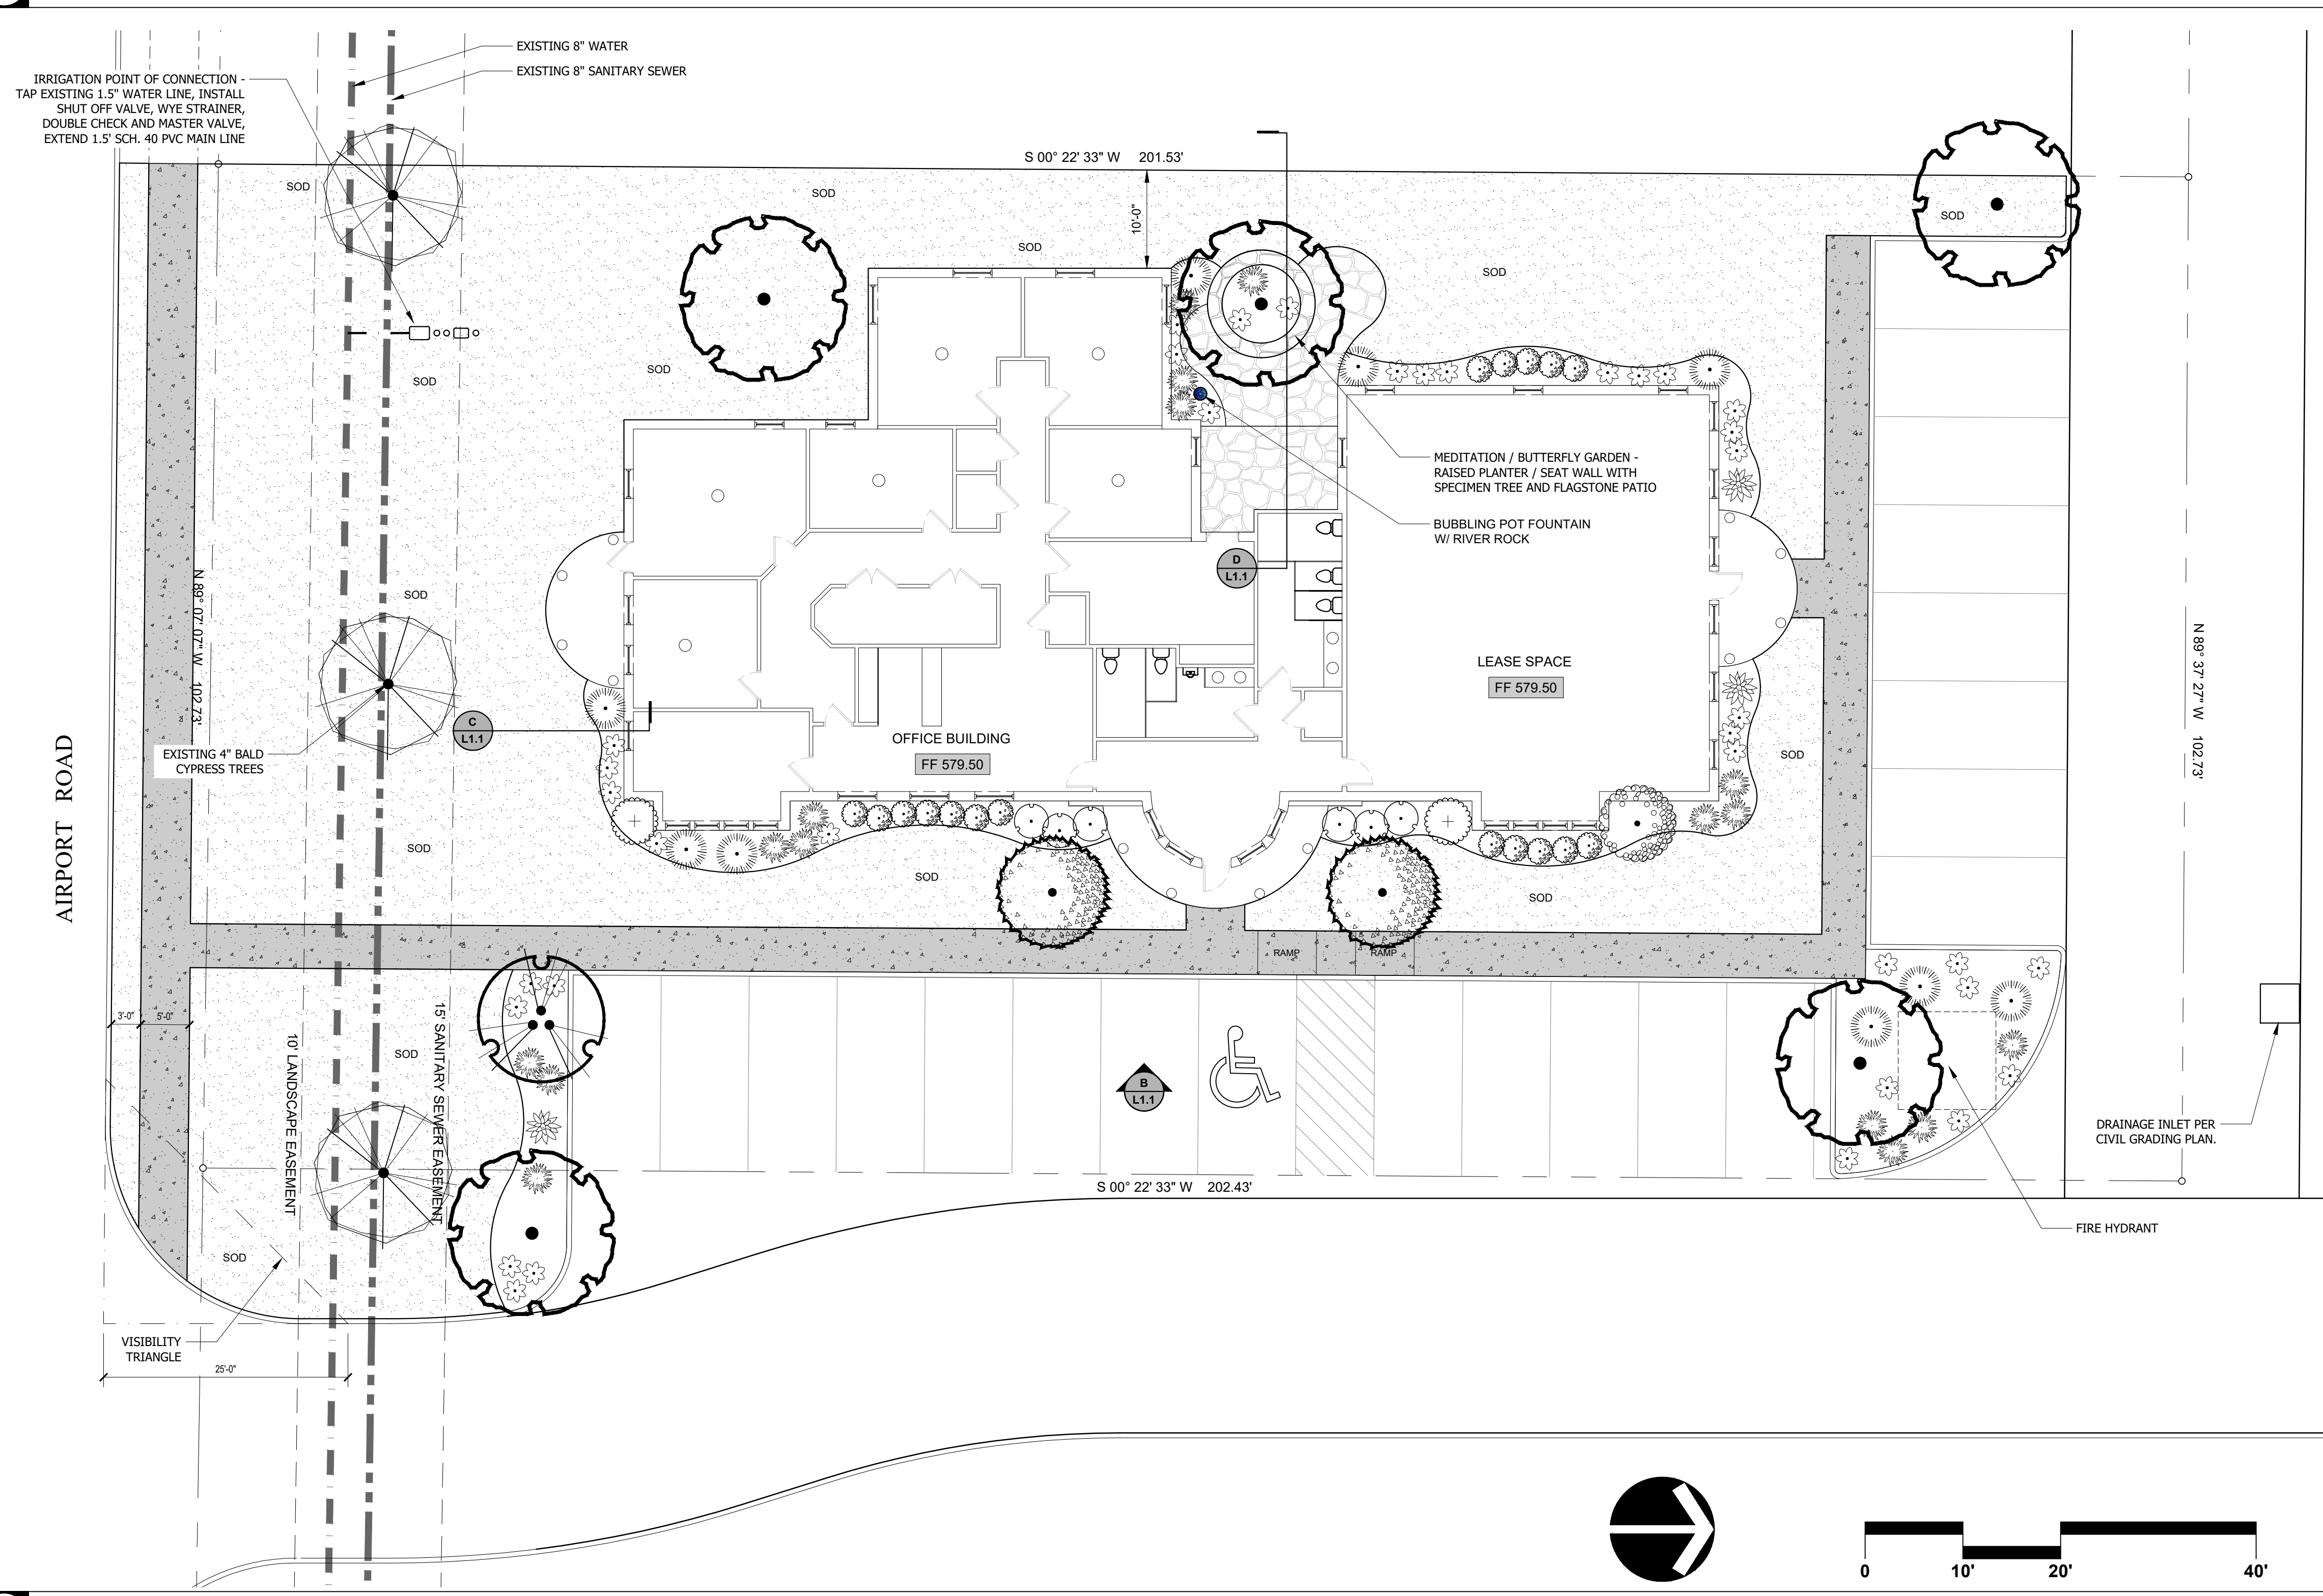 EXISTING 8" WATER
EXISTING 8" SANITARY SEWER
IRRIGATION POINT OF CONNECTION -
TAP EXISTING 1.5" WATER LINE, INSTALL
SHUT OFF VALVE, WYE STRAINER,
DOUBLE CHECK AND MASTER VALVE,
EXTEND 1.5' SCH. 40 PVC MAIN LINE
S 00° 22' 33" W 201.53'
SOD
SOD
SOD
10'-0"
SOD
SOD
SOD
SOD
MEDITATION / BUTTERFLY GARDEN -
RAISED PLANTER / SEAT WALL WITH
SPECIMEN TREE AND FLAGSTONE PATIO
BUBBLING POT FOUNTAIN
W/ RIVER ROCK
D
L1.1
SOD
N 89° 07' 07" W 102.73'
N 89° 37' 27" W 102.73'
LEASE SPACE
FF 579.50
C
L1.1
OFFICE BUILDING
FF 579.50
EXISTING 4" BALD
CYPRESS TREES
SOD
AIRPORT ROAD
SOD
SOD
SOD
RAMP
RAMP
3'-0"
5'-0"
SOD
10' LANDSCAPE EASEMENT
15' SANITARY SEWER EASEMENT
B
L1.1
DRAINAGE INLET PER
CIVIL GRADING PLAN.
S 00° 22' 33" W 202.43'
FIRE HYDRANT
SOD
VISIBILITY
TRIANGLE
25'-0"
0 10' 20' 40'